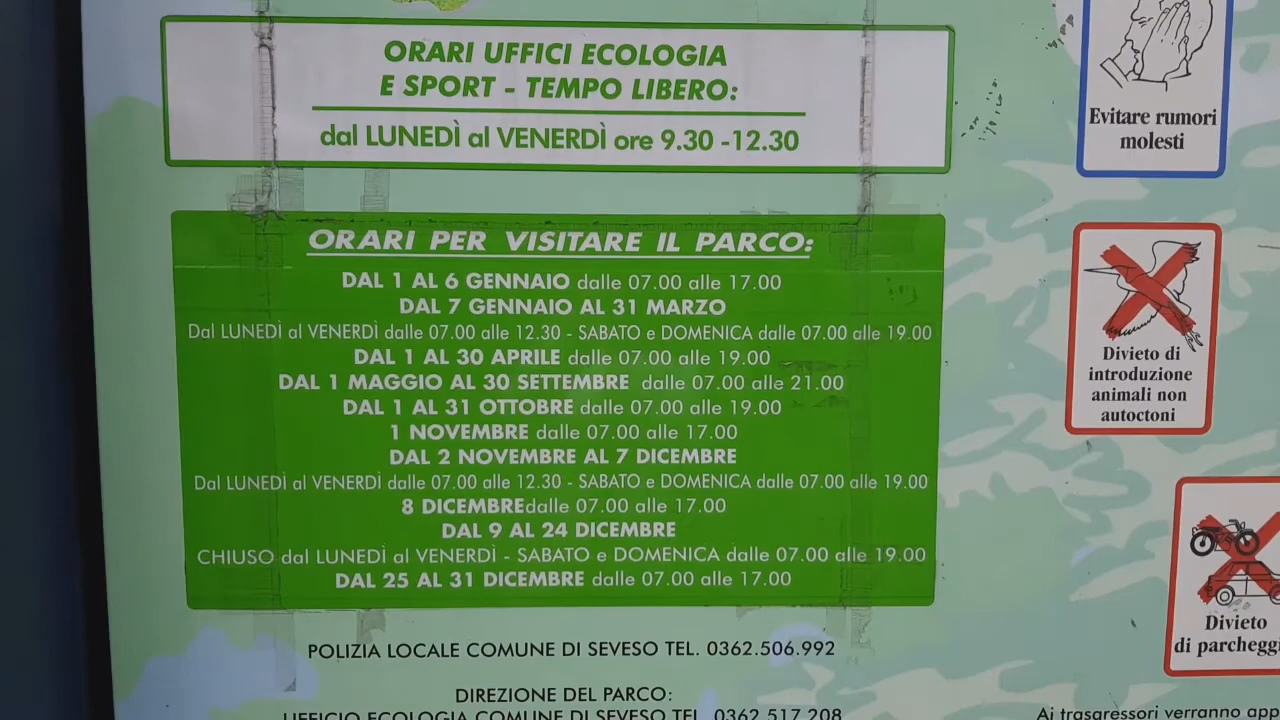 ORARI UFFICI ECOLOGIA
E SPORT - TEMPO LIBERO:
dal LUNEDÌ al VENERDÌ ore 9.30 -12.30
ORARI PER VISITARE IL PARCO:
DAL 1 AL 6 GENNAIO dalle 07.00 alle 17.00
DAL 7 GENNAIO AL 31 MARZO
Dal LUNEDÌ al VENERDÌ dalle 07.00 alle 12.30 - SABATO e DOMENICA dalle 07.00 alle 19.00
DAL 1 AL 30 APRILE dalle 07.00 alle 19.00
DAL 1 MAGGIO AL 30 SETTEMBRE dalle 07.00 alle 21.00
DAL 1 AL 31 OTTOBRE dalle 07.00 alle 19.00
1 NOVEMBRE dalle 07.00 alle 17.00
DAL 2 NOVEMBRE AL 7 DICEMBRE
Dal LUNEDÌ al VENERDÌ dalle 07.00 alle 12.30 - SABATO e DOMENICA dalle 07.00 alle 19.00
8 DICEMBREdalle 07.00 alle 17.00
DAL 9 AL 24 DICEMBRE
CHIUSO dal LUNEDÌ al VENERDÌ - SABATO e DOMENICA dalle 07.00 alle 19.00
DAL 25 AL 31 DICEMBRE dalle 07.00 alle 17.00
POLIZIA LOCALE COMUNE DI SEVESO TEL. 0362.506.992
DIREZIONE DEL PARCO:
UFFICIO ECOLOGIA COMUNE DI SEVESO TEL. 0362.517.208
Evitare rumori
molesti
Divieto di
introduzione
animali non
autoctoni
Divieto
di parcheggi
Ai trasgressori verranno app